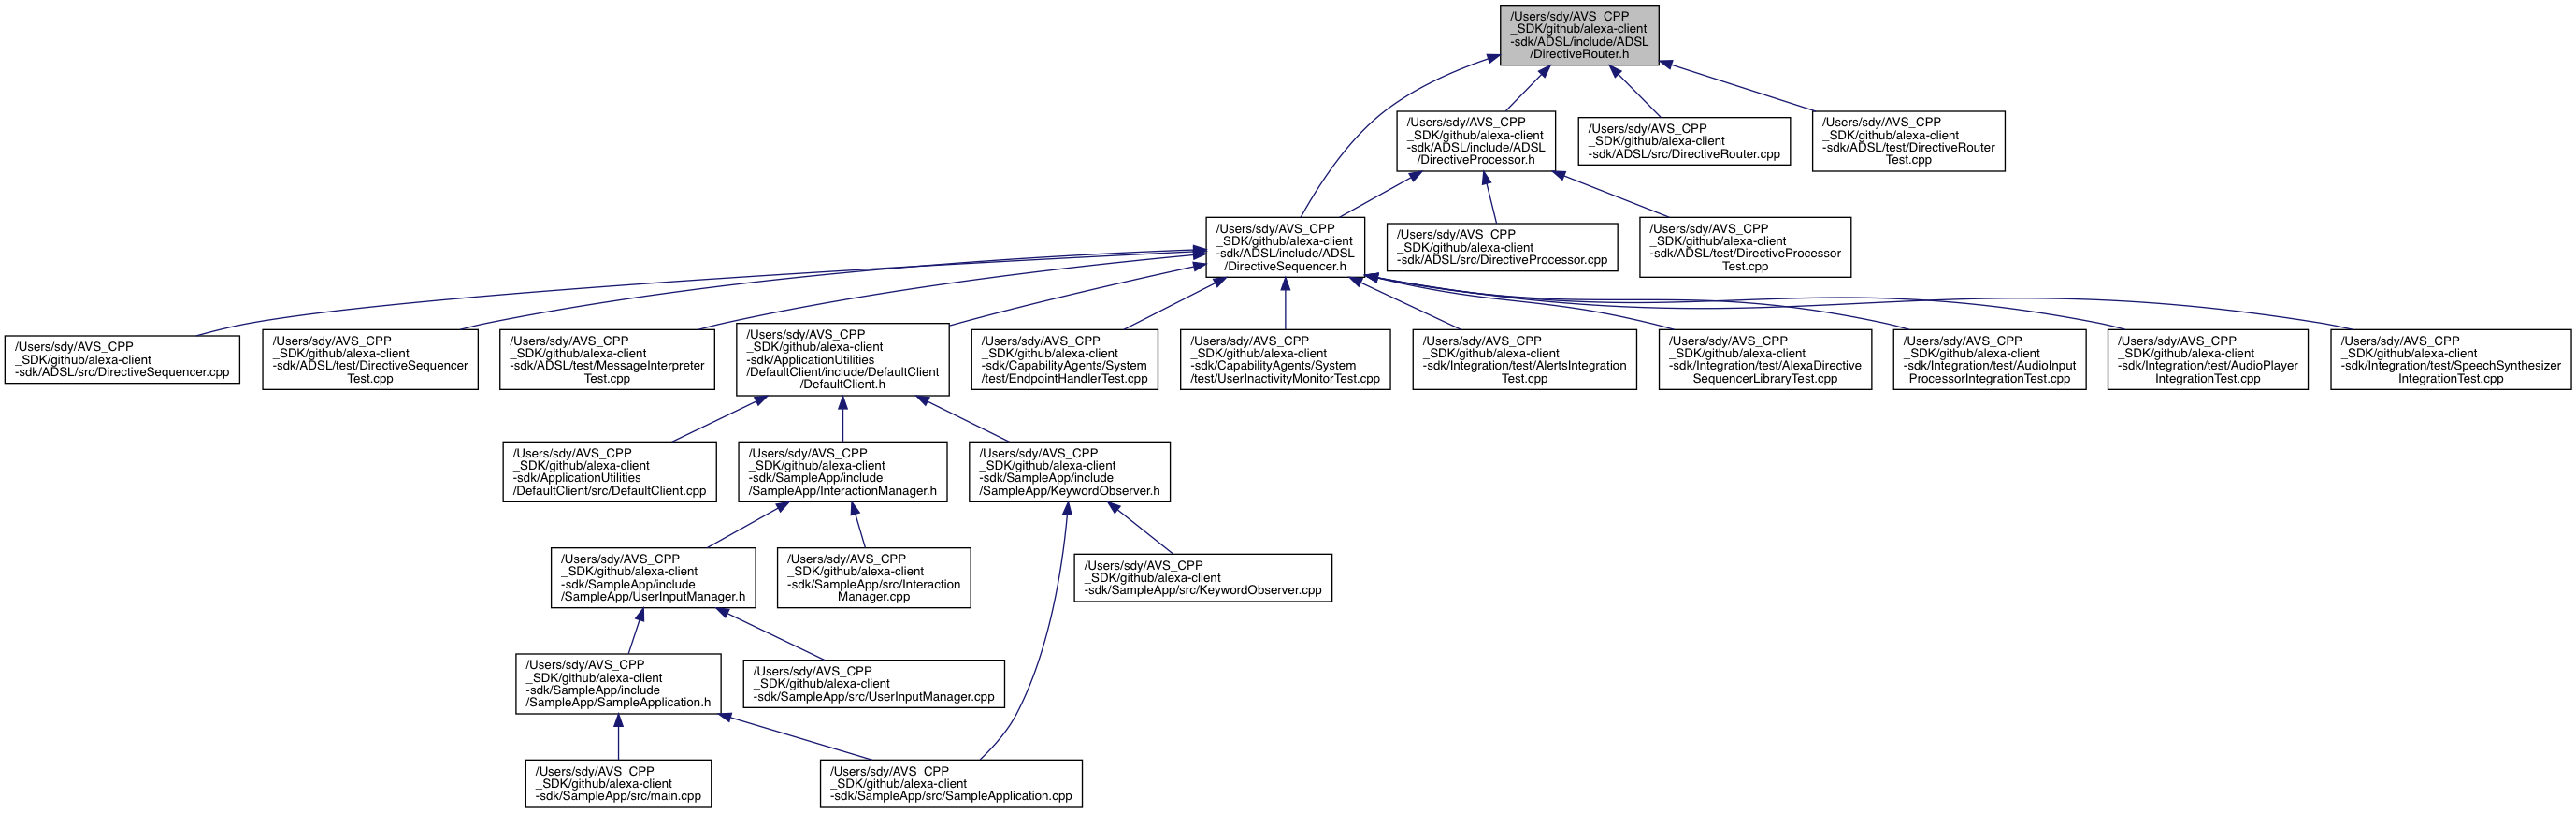 /Users/sdy/AVS_CPP
_SDK/github/alexa-client
-sdk/ADSL/include/ADSL
/DirectiveRouter.h
/Users/sdy/AVS_CPP
_SDK/github/alexa-client
-sdk/ADSL/include/ADSL
/DirectiveProcessor.h
/Users/sdy/AVS_CPP
_SDK/github/alexa-client
-sdk/ADSL/src/DirectiveRouter.cpp
/Users/sdy/AVS_CPP
_SDK/github/alexa-client
-sdk/ADSL/test/DirectiveRouter
Test.cpp
/Users/sdy/AVS_CPP
_SDK/github/alexa-client
-sdk/ADSL/include/ADSL
/DirectiveSequencer.h
/Users/sdy/AVS_CPP
_SDK/github/alexa-client
-sdk/ADSL/src/DirectiveProcessor.cpp
/Users/sdy/AVS_CPP
_SDK/github/alexa-client
-sdk/ADSL/test/DirectiveProcessor
Test.cpp
/Users/sdy/AVS_CPP
_SDK/github/alexa-client
-sdk/ADSL/src/DirectiveSequencer.cpp
/Users/sdy/AVS_CPP
_SDK/github/alexa-client
-sdk/ADSL/test/DirectiveSequencer
Test.cpp
/Users/sdy/AVS_CPP
_SDK/github/alexa-client
-sdk/ADSL/test/MessageInterpreter
Test.cpp
/Users/sdy/AVS_CPP
_SDK/github/alexa-client
-sdk/ApplicationUtilities
/DefaultClient/include/DefaultClient
/DefaultClient.h
/Users/sdy/AVS_CPP
_SDK/github/alexa-client
-sdk/CapabilityAgents/System
/test/EndpointHandlerTest.cpp
/Users/sdy/AVS_CPP
_SDK/github/alexa-client
-sdk/CapabilityAgents/System
/test/UserInactivityMonitorTest.cpp
/Users/sdy/AVS_CPP
_SDK/github/alexa-client
-sdk/Integration/test/AlertsIntegration
Test.cpp
/Users/sdy/AVS_CPP
_SDK/github/alexa-client
-sdk/Integration/test/AlexaDirective
SequencerLibraryTest.cpp
/Users/sdy/AVS_CPP
_SDK/github/alexa-client
-sdk/Integration/test/AudioInput
ProcessorIntegrationTest.cpp
/Users/sdy/AVS_CPP
_SDK/github/alexa-client
-sdk/Integration/test/AudioPlayer
IntegrationTest.cpp
/Users/sdy/AVS_CPP
_SDK/github/alexa-client
-sdk/Integration/test/SpeechSynthesizer
IntegrationTest.cpp
/Users/sdy/AVS_CPP
_SDK/github/alexa-client
-sdk/ApplicationUtilities
/DefaultClient/src/DefaultClient.cpp
/Users/sdy/AVS_CPP
_SDK/github/alexa-client
-sdk/SampleApp/include
/SampleApp/InteractionManager.h
/Users/sdy/AVS_CPP
_SDK/github/alexa-client
-sdk/SampleApp/include
/SampleApp/KeywordObserver.h
/Users/sdy/AVS_CPP
_SDK/github/alexa-client
-sdk/SampleApp/include
/SampleApp/UserInputManager.h
/Users/sdy/AVS_CPP
_SDK/github/alexa-client
-sdk/SampleApp/src/Interaction
Manager.cpp
/Users/sdy/AVS_CPP
_SDK/github/alexa-client
-sdk/SampleApp/src/KeywordObserver.cpp
/Users/sdy/AVS_CPP
_SDK/github/alexa-client
-sdk/SampleApp/include
/SampleApp/SampleApplication.h
/Users/sdy/AVS_CPP
_SDK/github/alexa-client
-sdk/SampleApp/src/UserInputManager.cpp
/Users/sdy/AVS_CPP
_SDK/github/alexa-client
-sdk/SampleApp/src/main.cpp
/Users/sdy/AVS_CPP
_SDK/github/alexa-client
-sdk/SampleApp/src/SampleApplication.cpp